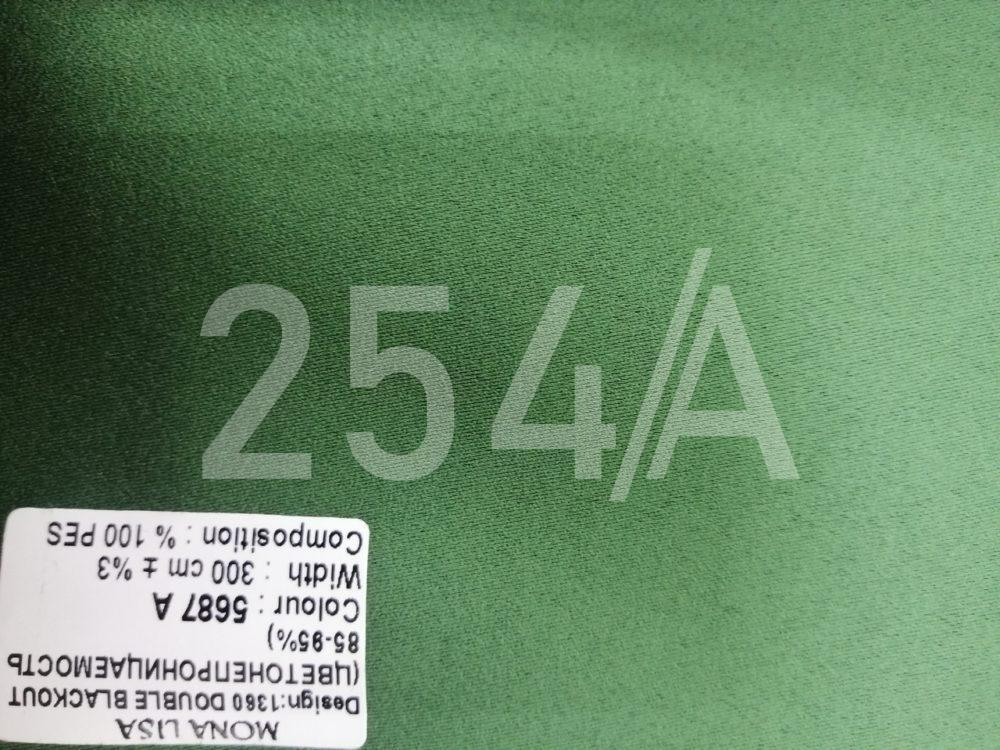 254/A
MONA LISA
Design:1360 DOUBLE BLACKOUT
(ЦВЕТОНЕПРОНИЦАЕМОСТЬ
85-95%)
Colour : 5687 A
Width : 300 cm ± %3
Composition : % 100 PES